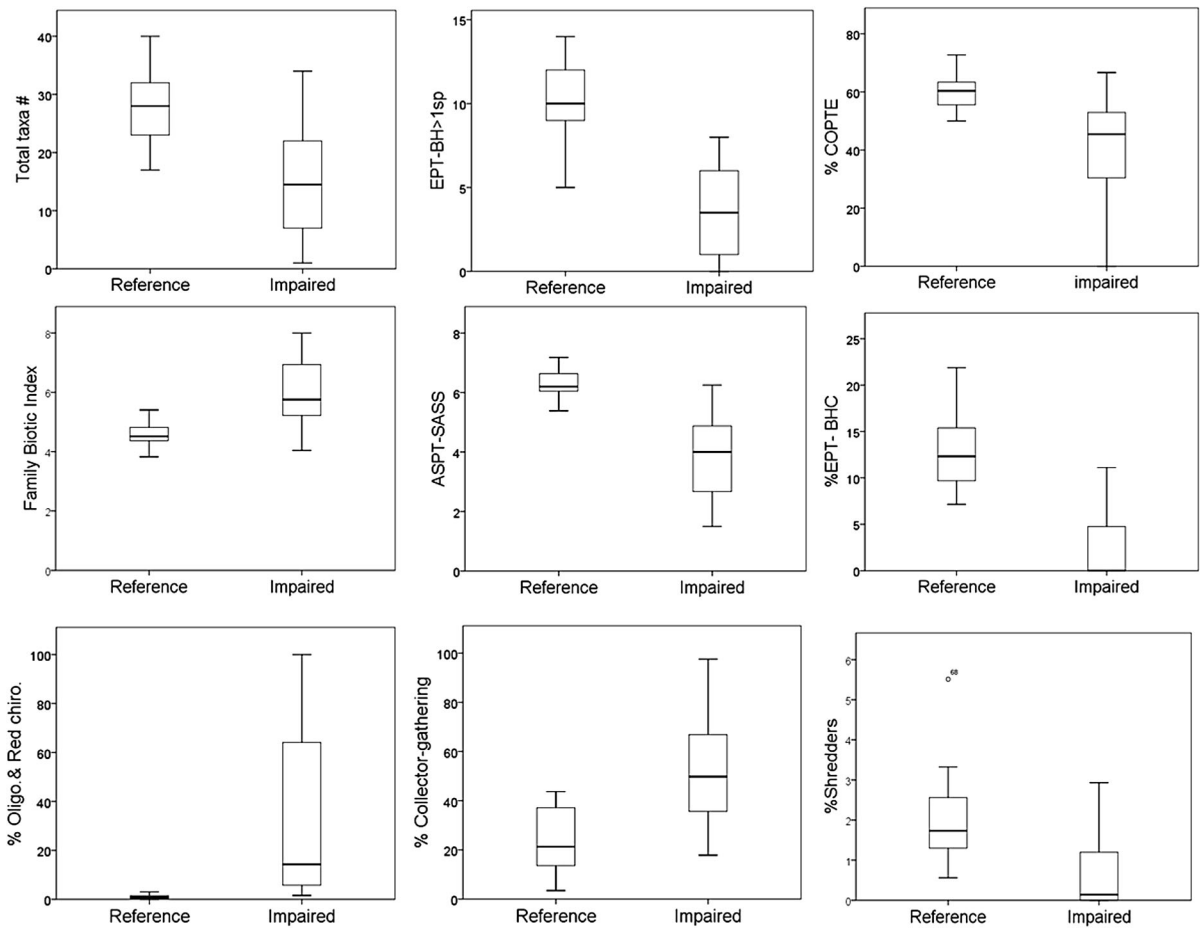 Total taxa #
40
30
20
10
0
Reference Impaired
EPT-BH>1sp
15
10
5
0
Reference Impaired
% COPTE
80
60
40
20
0
Reference impaired
Family Biotic Index
8
6
4
2
0
Reference Impaired
ASPT-SASS
8
6
4
2
0
Reference Impaired
%EPT- BHC
25
20
15
10
5
0
Reference Impaired
% Oligo.& Red chiro.
100
80
60
40
20
0
Reference Impaired
% Collector-gathering
100
80
60
40
20
0
Reference Impaired
%Shredders
6
5
4
3
2
1
0
68
Reference Impaired